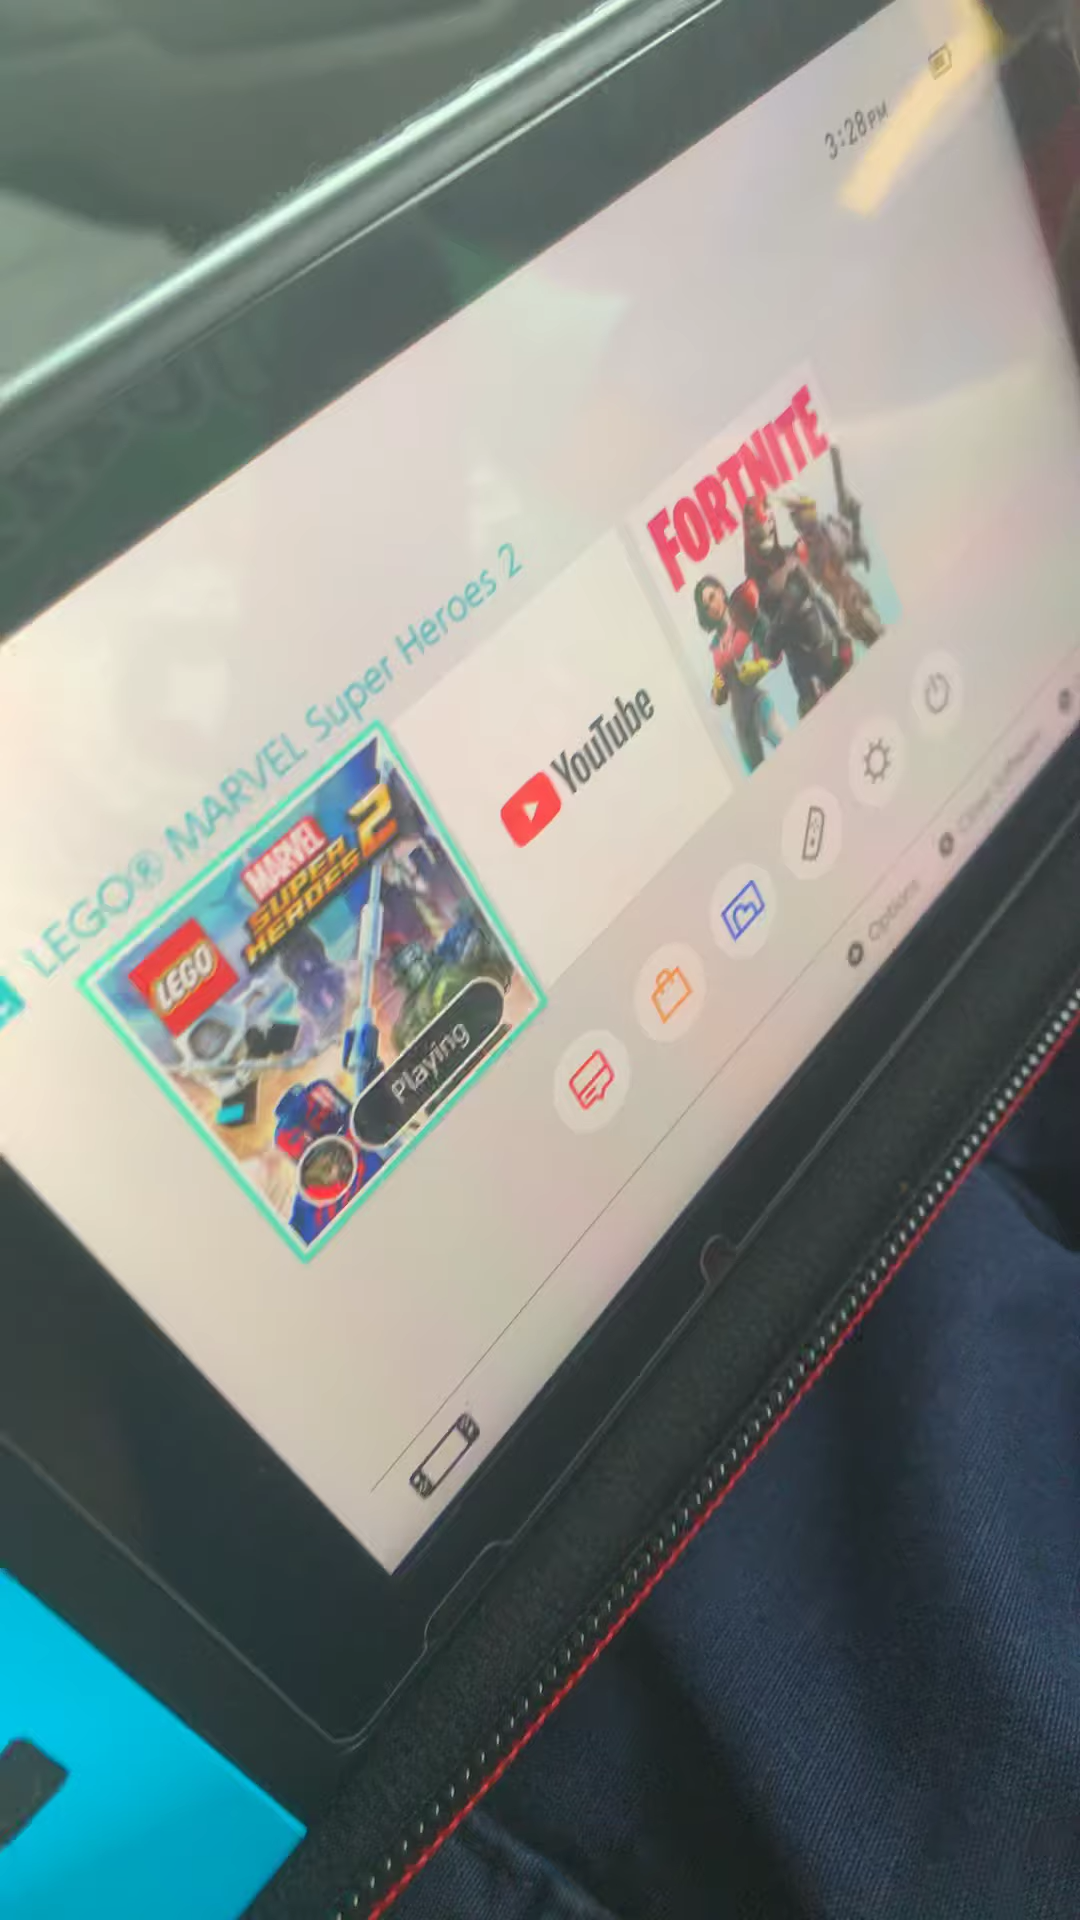 3:28PM
LEGO® MARVEL Super Heroes 2
LEGO
MARVEL
SUPER
HEROES
2
Playing
YouTube
FORTNITE
Options